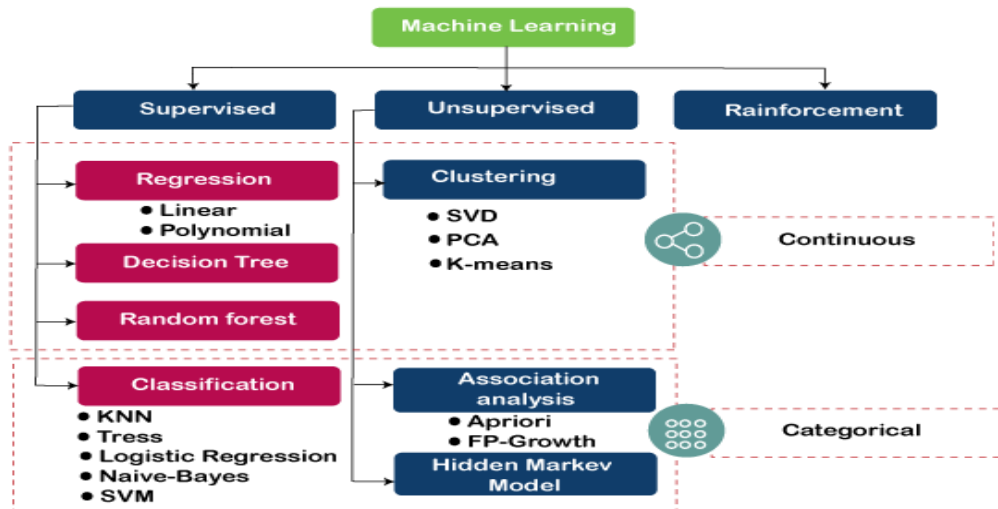 Machine Learning
Supervised
Unsupervised
Rainforcement
Regression
• Linear
• Polynomial
Decision Tree
Random forest
Clustering
• SVD
• PCA
• K-means
Continuous
Classification
• KNN
• Tress
• Logistic Regression
• Naive-Bayes
• SVM
Association
analysis
• Apriori
• FP-Growth
Hidden Markev
Model
Categorical